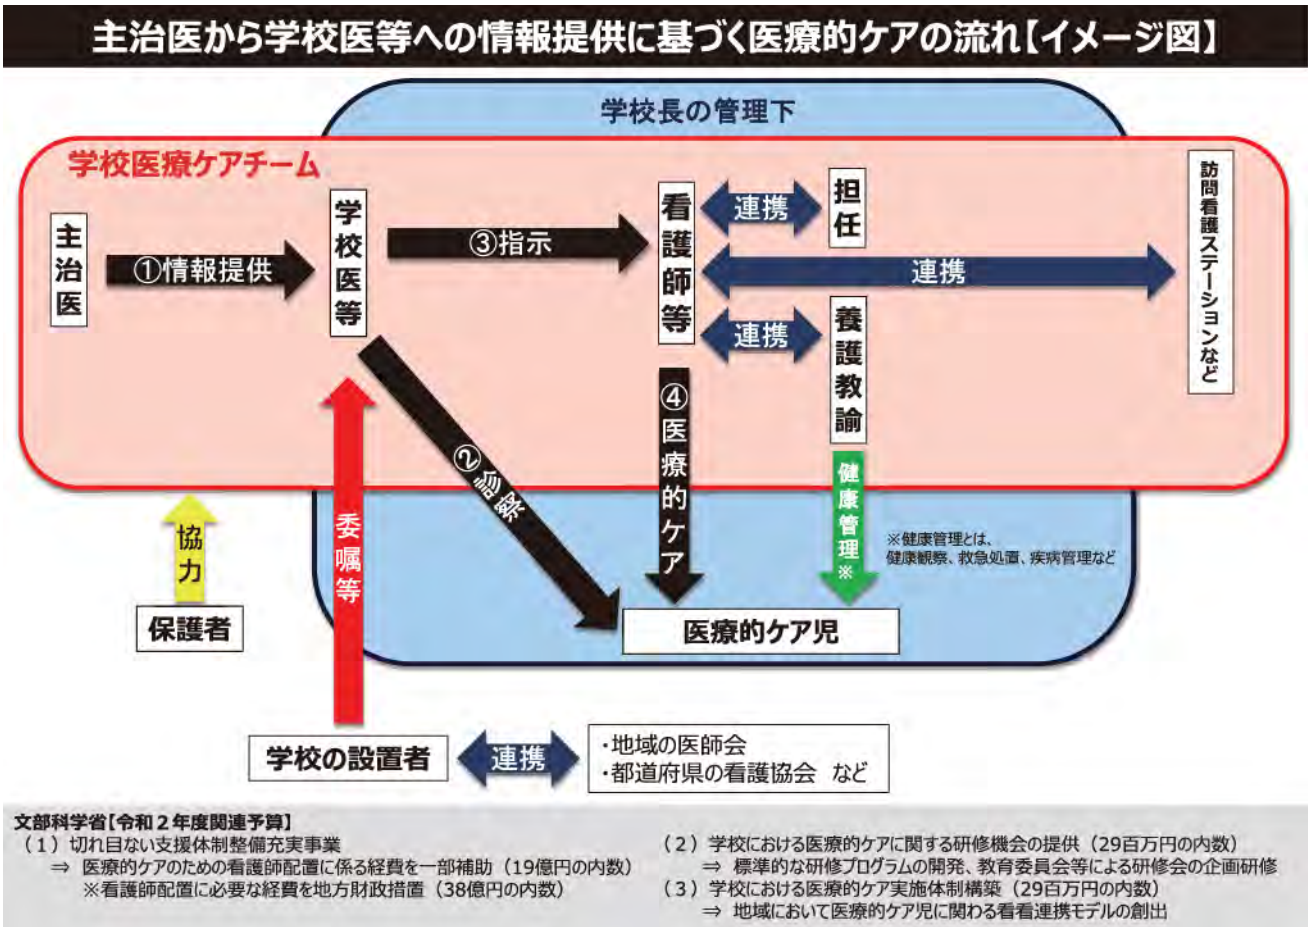 主治医から学校医等への情報提供に基づく医療的ケアの流れ【イメージ図】
学校長の管理下
学校医療ケアチーム
主治医
①情報提供
学校医等
③指示
看護師等
連携
担任
連携
連携
養護教諭
訪問看護ステーションなど
②診察
④医療的ケア
健康管理※
※健康管理とは、
健康観察、救急処置、疾病管理など
協力
保護者
委嘱等
医療的ケア児
学校の設置者
連携
・地域の医師会
・都道府県の看護協会 など
文部科学省【令和２年度関連予算】
（１）切れ目ない支援体制整備充実事業
⇒ 医療的ケアのための看護師配置に係る経費を一部補助（19億円の内数）
※看護師配置に必要な経費を地方財政措置（38億円の内数）
（２）学校における医療的ケアに関する研修機会の提供（29百万円の内数）
⇒ 標準的な研修プログラムの開発、教育委員会等による研修会の企画研修
（３）学校における医療的ケア実施体制構築（29百万円の内数）
⇒ 地域において医療的ケア児に関わる看看連携モデルの創出